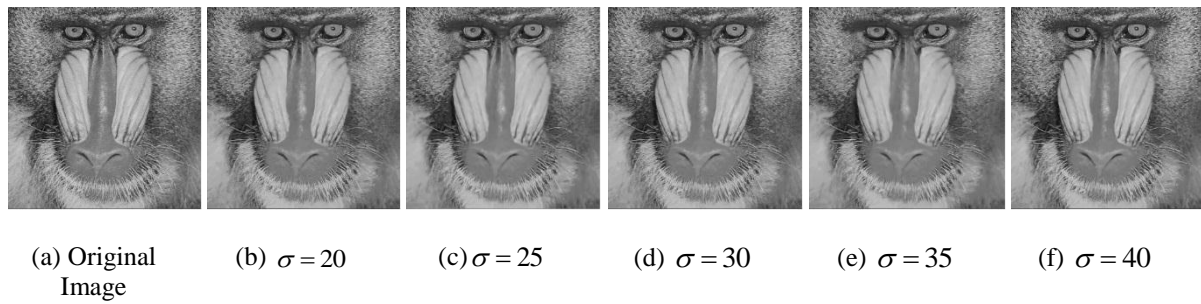 (a) Original Image
(b) σ = 20
(c) σ = 25
(d) σ = 30
(e) σ = 35
(f) σ = 40